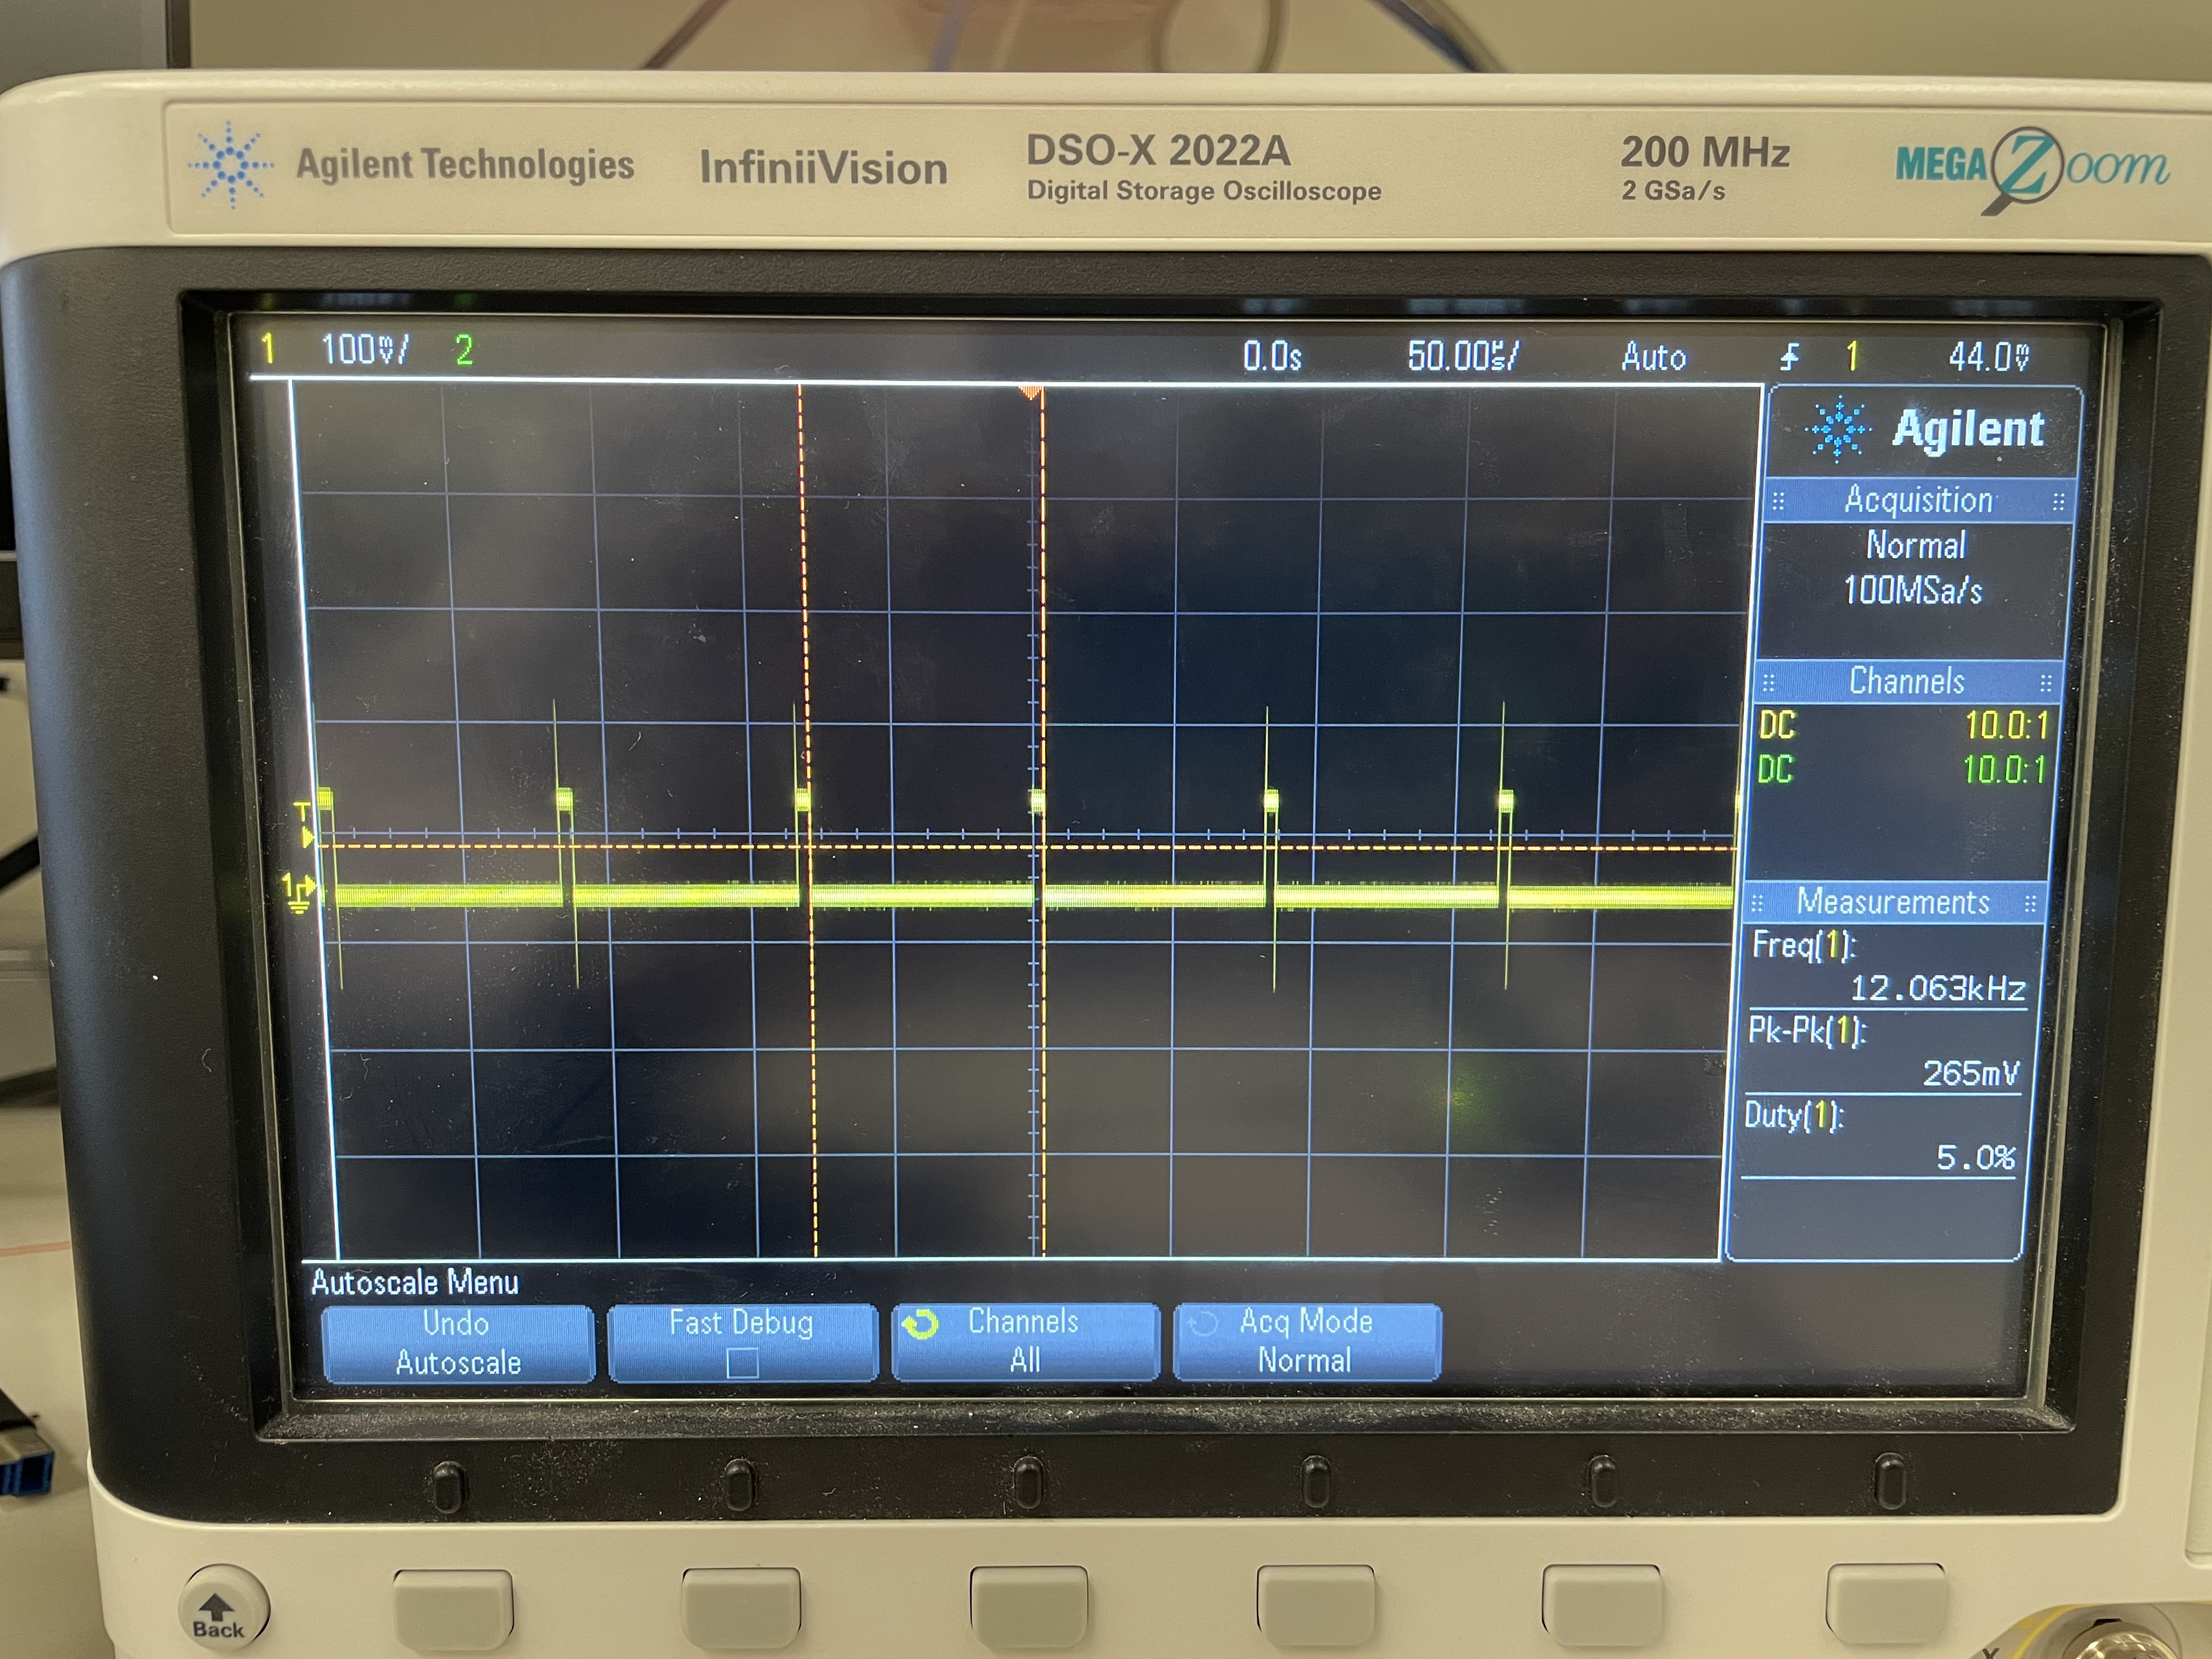 Agilent Technologies InfiniiVision DSO-X 2022A 200 MHz MEGA Zoom
Digital Storage Oscilloscope 2 GSa/s
1 100mV/ 2 0.0s 50.00µs/ Auto 1 44.0mV
Agilent
Acquisition
Normal
100MSa/s
Channels
DC 10.0:1
DC 10.0:1
T
1
Measurements
Freq(1):
12.063kHz
Pk-Pk(1):
265mV
Duty(1):
5.0%
Autoscale Menu
Undo Autoscale
Fast Debug
Channels All
Acq Mode Normal
Back
X